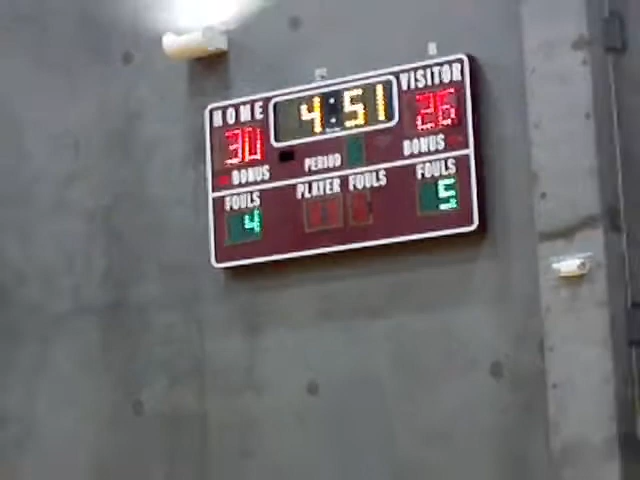 HOME 4:51 VISITOR
30 26
BONUS PERIOD BONUS
FOULS PLAYER FOULS FOULS
4 5